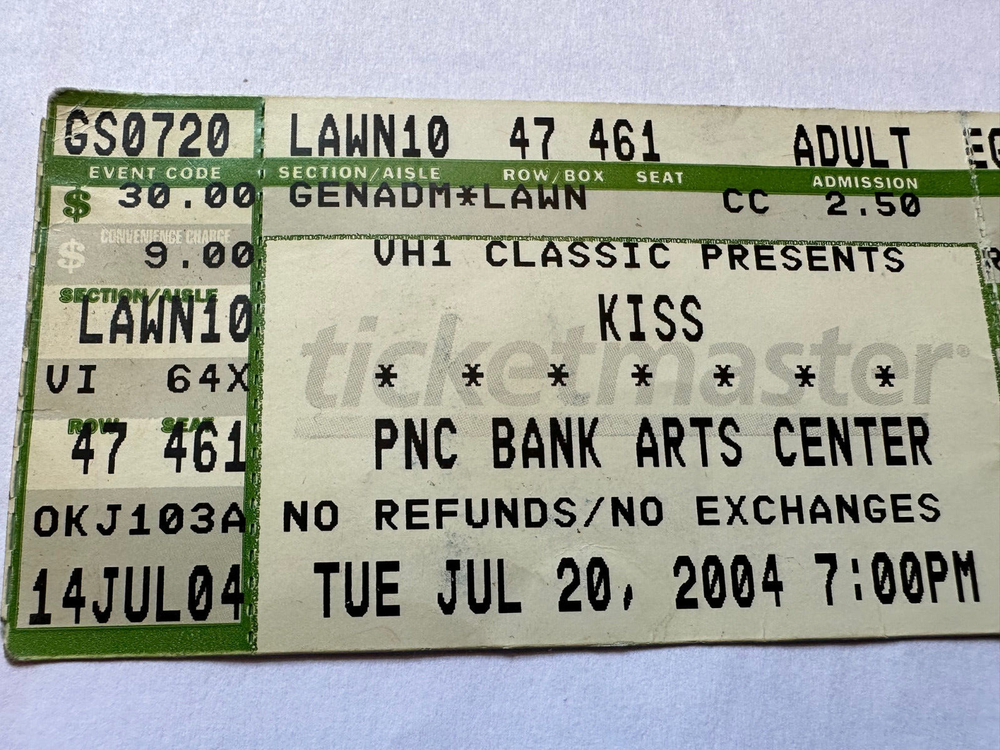 GS0720
EVENT CODE
$ 30.00
CONVENIENCE CHARGE
$ 9.00
SECTION/AISLE
LAWN10
VI 64X
ROW SEAT
47 461
OKJ103A
14JUL04
LAWN10 47 461 ADULT
SECTION/AISLE ROW/BOX SEAT ADMISSION
GENADM*LAWN CC 2.50
VH1 CLASSIC PRESENTS
KISS
ticketmaster®
* * * * * * *
PNC BANK ARTS CENTER
NO REFUNDS/NO EXCHANGES
TUE JUL 20, 2004 7:00PM